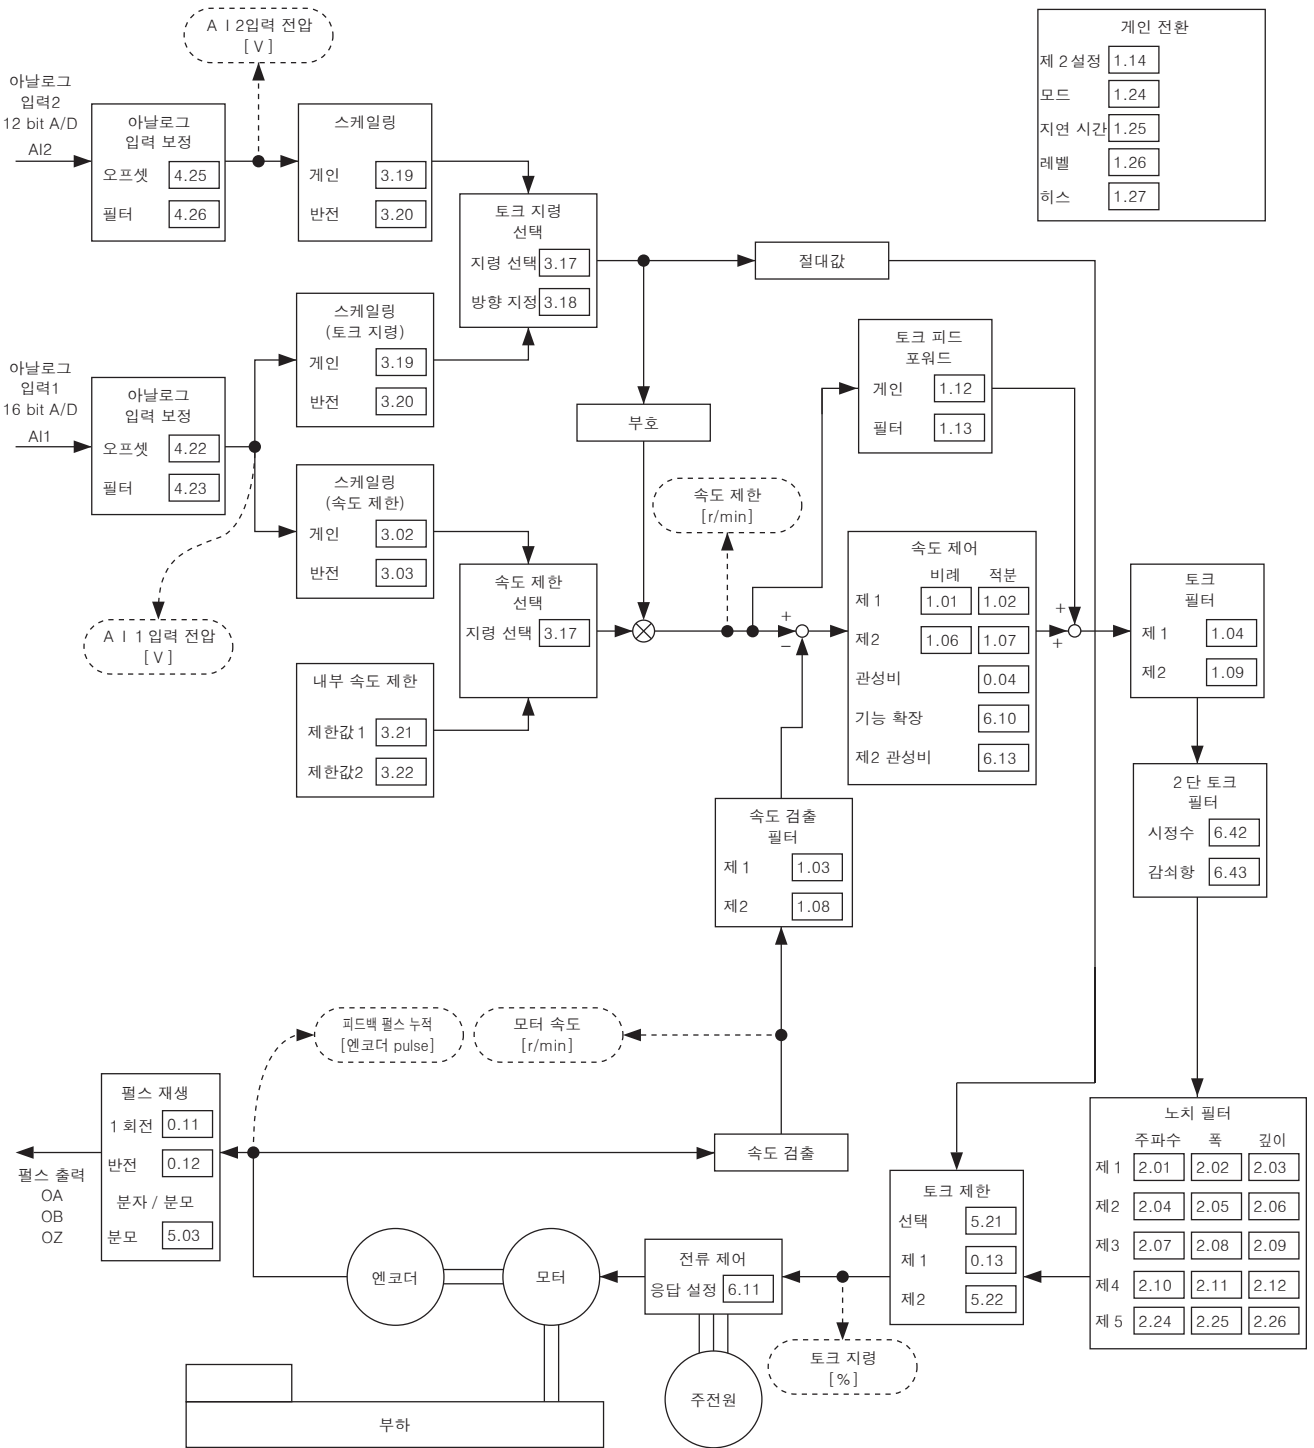 AI2입력 전압
[V]
게인 전환
제2설정 1.14
모드 1.24
지연 시간 1.25
레벨 1.26
히스 1.27
아날로그
입력2
12 bit A/D
AI2
아날로그
입력 보정
오프셋 4.25
필터 4.26
스케일링
게인 3.19
반전 3.20
토크 지령
선택
지령 선택 3.17
방향 지정 3.18
절대값
스케일링
(토크 지령)
게인 3.19
반전 3.20
아날로그
입력1
16 bit A/D
AI1
아날로그
입력 보정
오프셋 4.22
필터 4.23
토크 피드
포워드
게인 1.12
필터 1.13
부호
스케일링
(속도 제한)
게인 3.02
반전 3.03
속도 제한
[r/min]
속도 제한
선택
지령 선택 3.17
AI1입력 전압
[V]
내부 속도 제한
제한값1 3.21
제한값2 3.22
+
−
속도 제어
비례 적분
제1 1.01 1.02
제2 1.06 1.07
관성비 0.04
기능 확장 6.10
제2 관성비 6.13
+
+
토크
필터
제1 1.04
제2 1.09
2단 토크
필터
시정수 6.42
감쇠항 6.43
속도 검출
필터
제1 1.03
제2 1.08
피드백 펄스 누적
[엔코더 pulse]
모터 속도
[r/min]
펄스 재생
1회전 0.11
반전 0.12
분자 / 분모
분모 5.03
펄스 출력
OA
OB
OZ
속도 검출
노치 필터
주파수 폭 깊이
제1 2.01 2.02 2.03
제2 2.04 2.05 2.06
제3 2.07 2.08 2.09
제4 2.10 2.11 2.12
제5 2.24 2.25 2.26
토크 제한
선택 5.21
제1 0.13
제2 5.22
엔코더
모터
전류 제어
응답 설정 6.11
토크 지령
[%]
주전원
부하